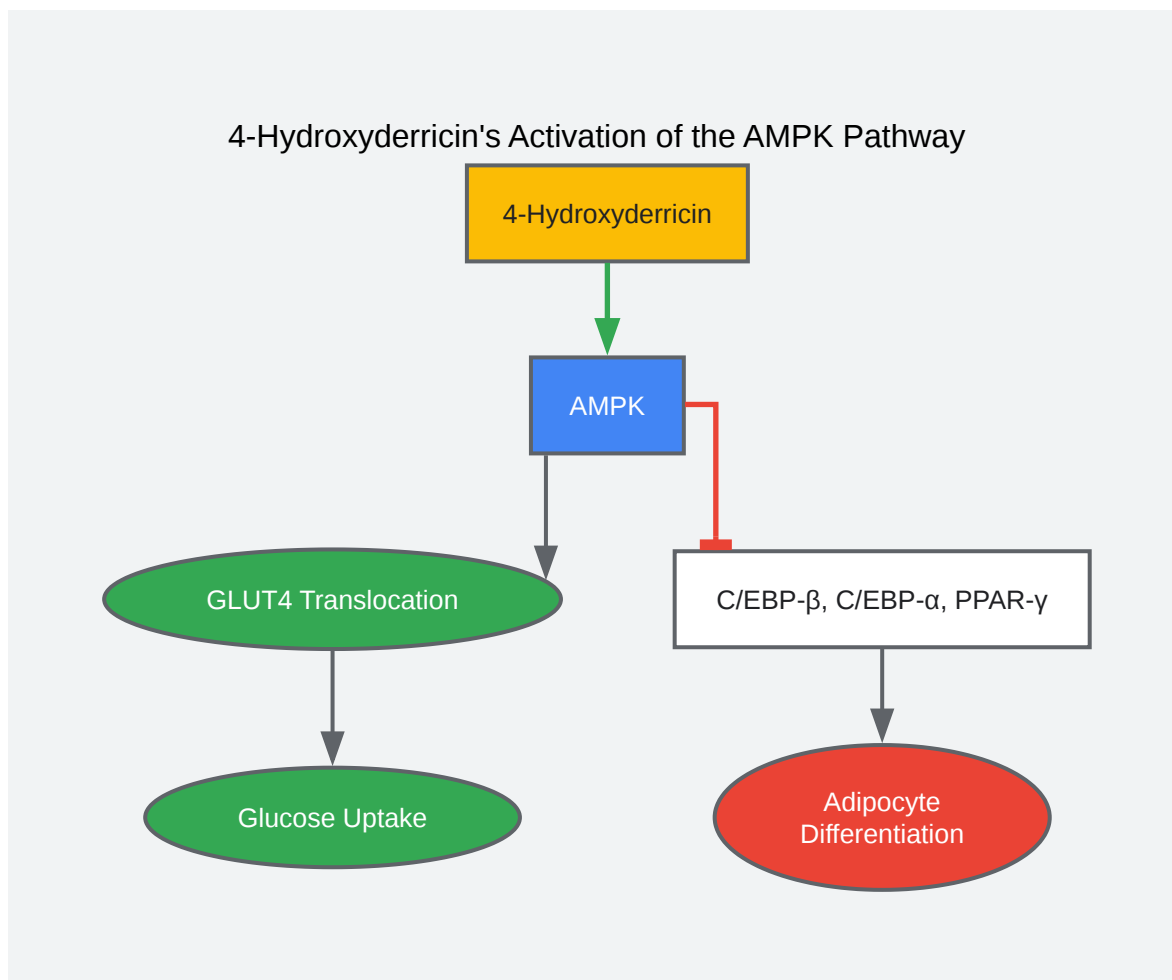 4-Hydroxyderricin's Activation of the AMPK Pathway
4-Hydroxyderricin
AMPK
GLUT4 Translocation
C/EBP-β, C/EBP-α, PPAR-γ
Glucose Uptake
Adipocyte
Differentiation